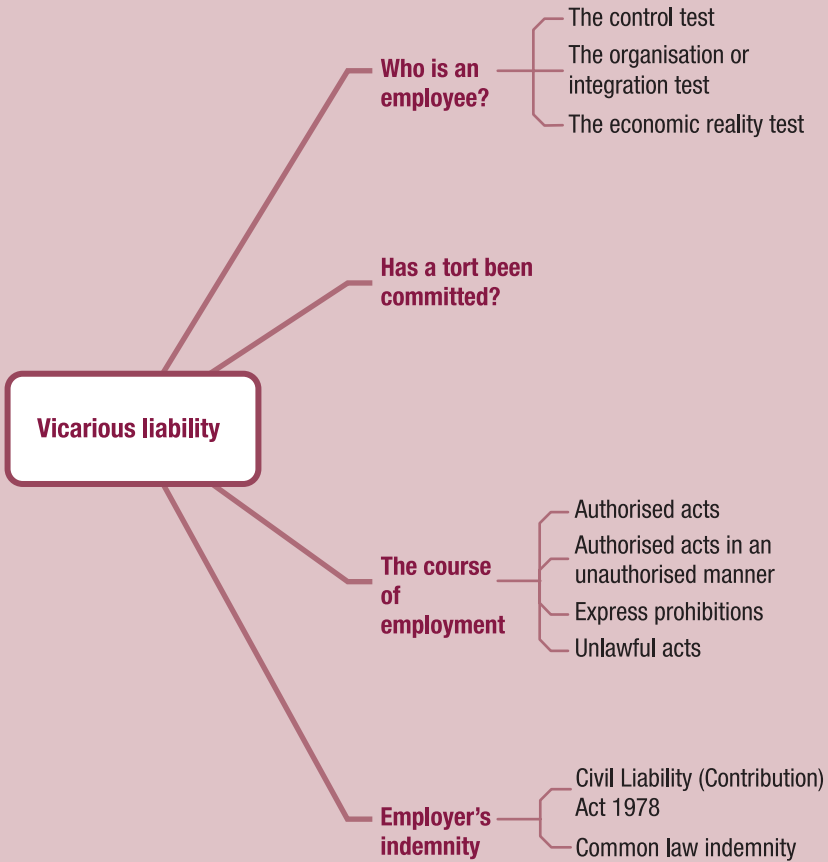 Vicarious liability
Who is an
employee?
The control test
The organisation or
integration test
The economic reality test
Has a tort been
committed?
The course
of
employment
Authorised acts
Authorised acts in an
unauthorised manner
Express prohibitions
Unlawful acts
Employer's
indemnity
Civil Liability (Contribution)
Act 1978
Common law indemnity